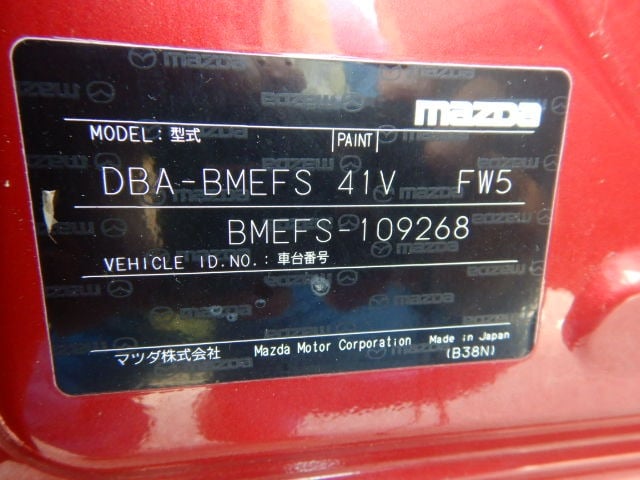 mazda
MODEL: 型式 PAINT
DBA-BMEFS 41V FW5
BMEFS-109268
VEHICLE ID.NO.: 車台番号
マツダ株式会社 Mazda Motor Corporation Made in Japan
(B38N)